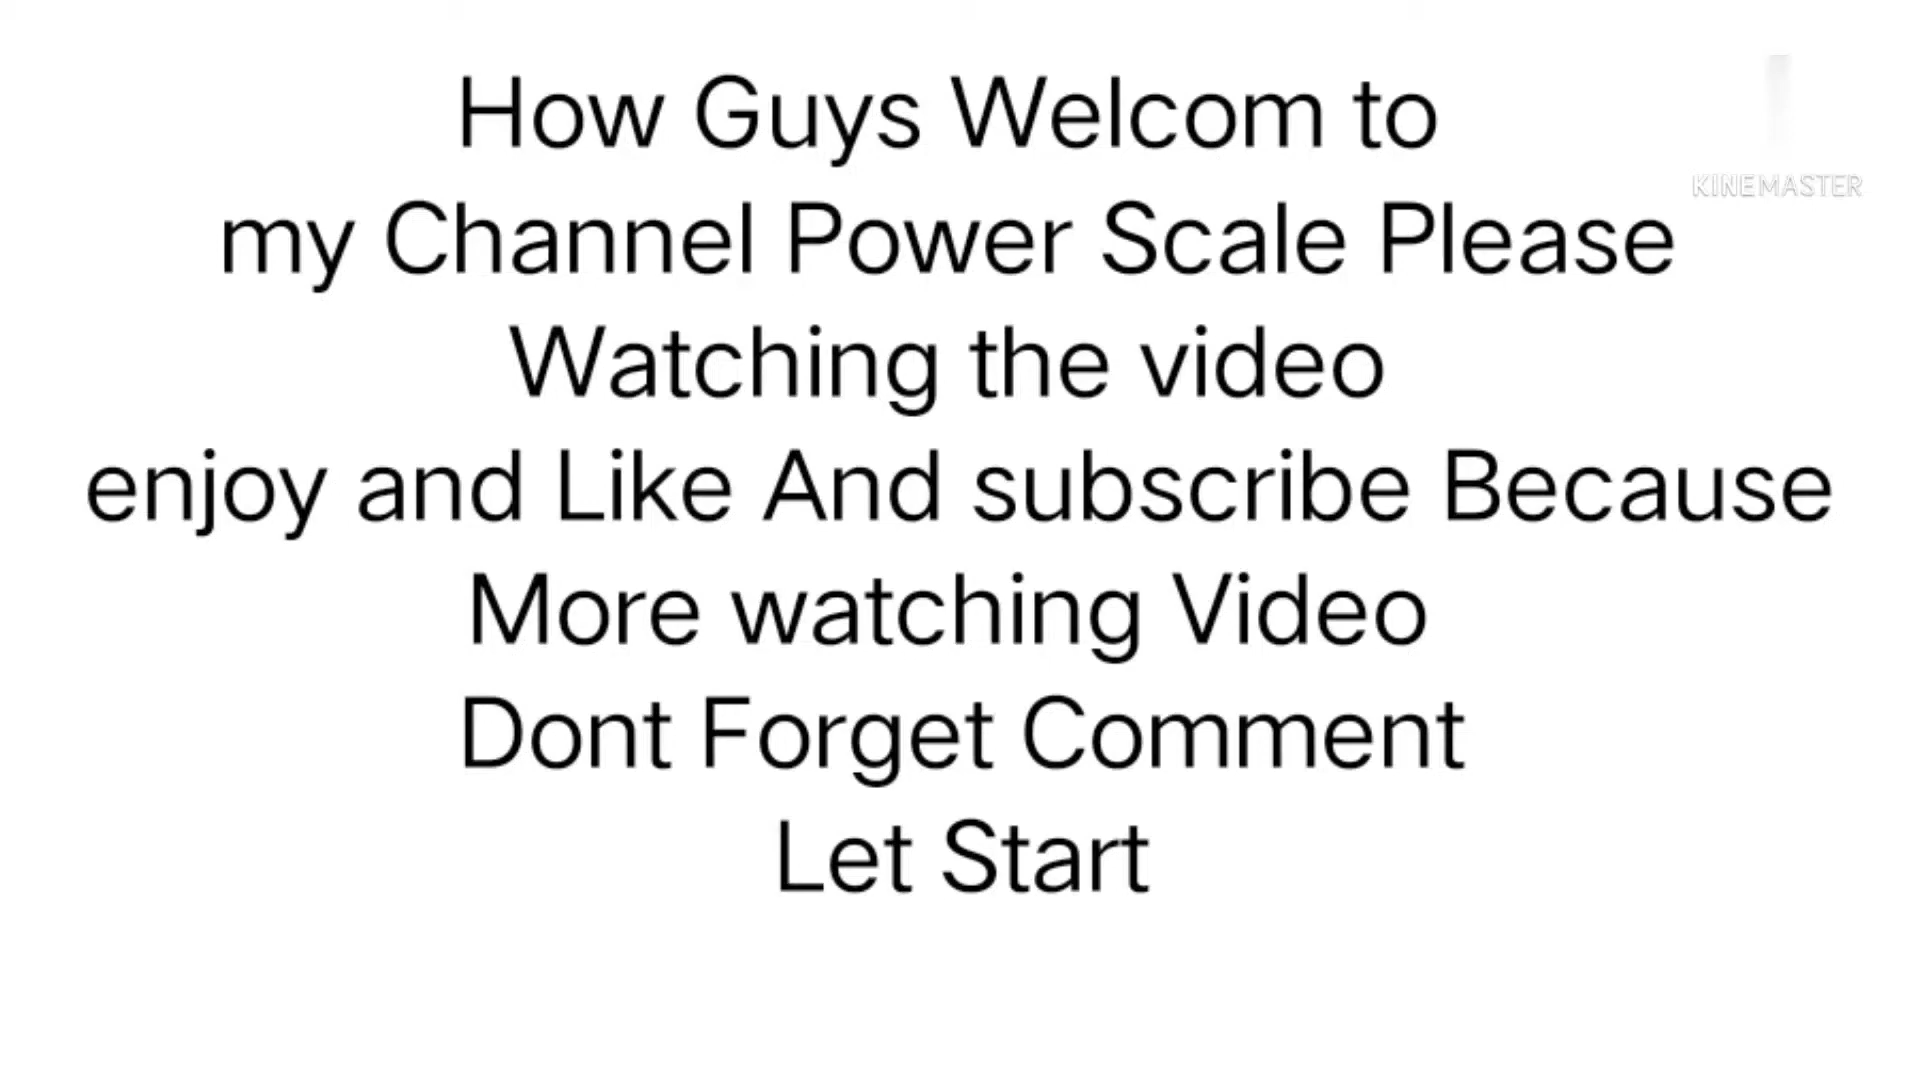 How Guys Welcom to
my Channel Power Scale Please
Watching the video
enjoy and Like And subscribe Because
More watching Video
Dont Forget Comment
Let Start
KINEMASTER